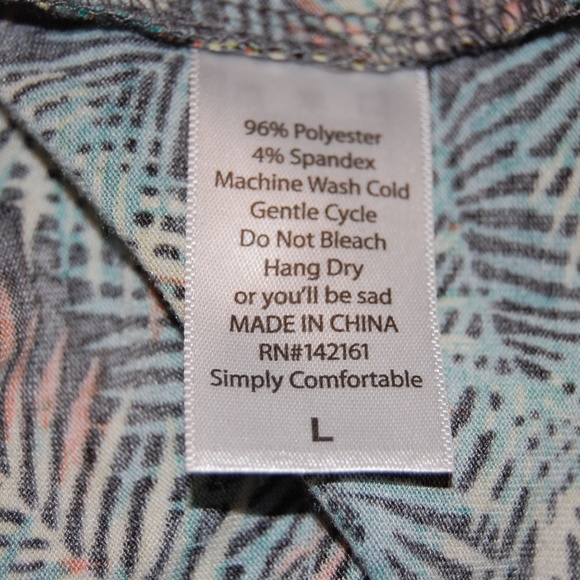 96% Polyester
4% Spandex
Machine Wash Cold
Gentle Cycle
Do Not Bleach
Hang Dry
or you'll be sad
MADE IN CHINA
RN#142161
Simply Comfortable
L